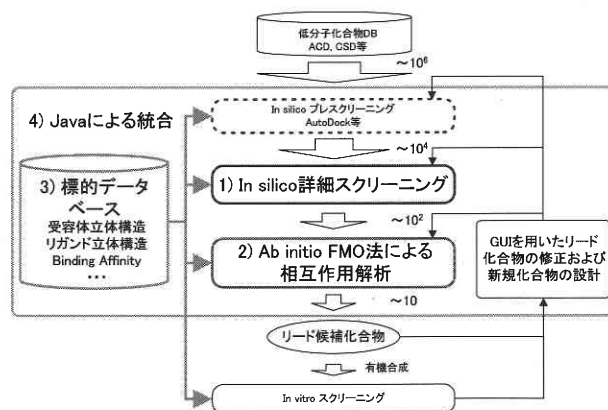 低分子化合物DB
ACD, CSD等
～10⁶
4) Javaによる統合
In silico プレスクリーニング
AutoDock等
～10⁴
3) 標的データ
ベース
受容体立体構造
リガンド立体構造
Binding Affinity
…
1) In silico詳細スクリーニング
～10²
2) Ab initio FMO法による
相互作用解析
GUIを用いたリード
化合物の修正および
新規化合物の設計
～10
リード候補化合物
有機合成
In vitro スクリーニング